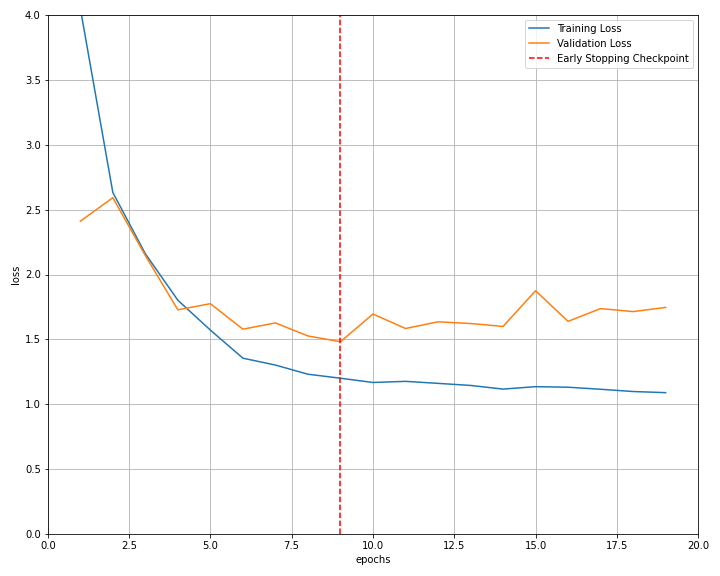 Training Loss
Validation Loss
Early Stopping Checkpoint
4.0
3.5
3.0
2.5
2.0
1.5
1.0
0.5
0.0
loss
0.0 2.5 5.0 7.5 10.0 12.5 15.0 17.5 20.0
epochs